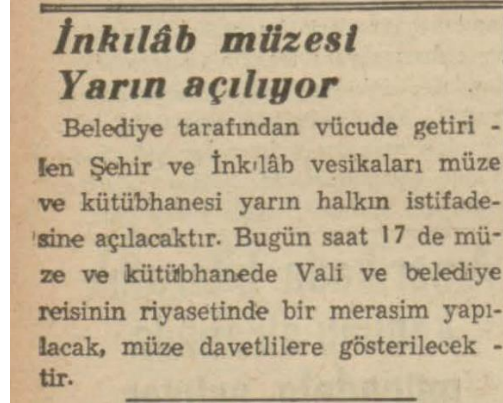 İnkılâb müzesi
Yarın açılıyor
Belediye tarafından vücude getiri -
len Şehir ve İnkılâb vesikaları müze
ve kütübhanesi yarın halkın istifade-
sine açılacaktır. Bugün saat 17 de mü-
ze ve kütübhanede Vali ve belediye
reisinin riyasetinde bir merasim yapı-
lacak, müze davetlilere gösterilecek -
tir.